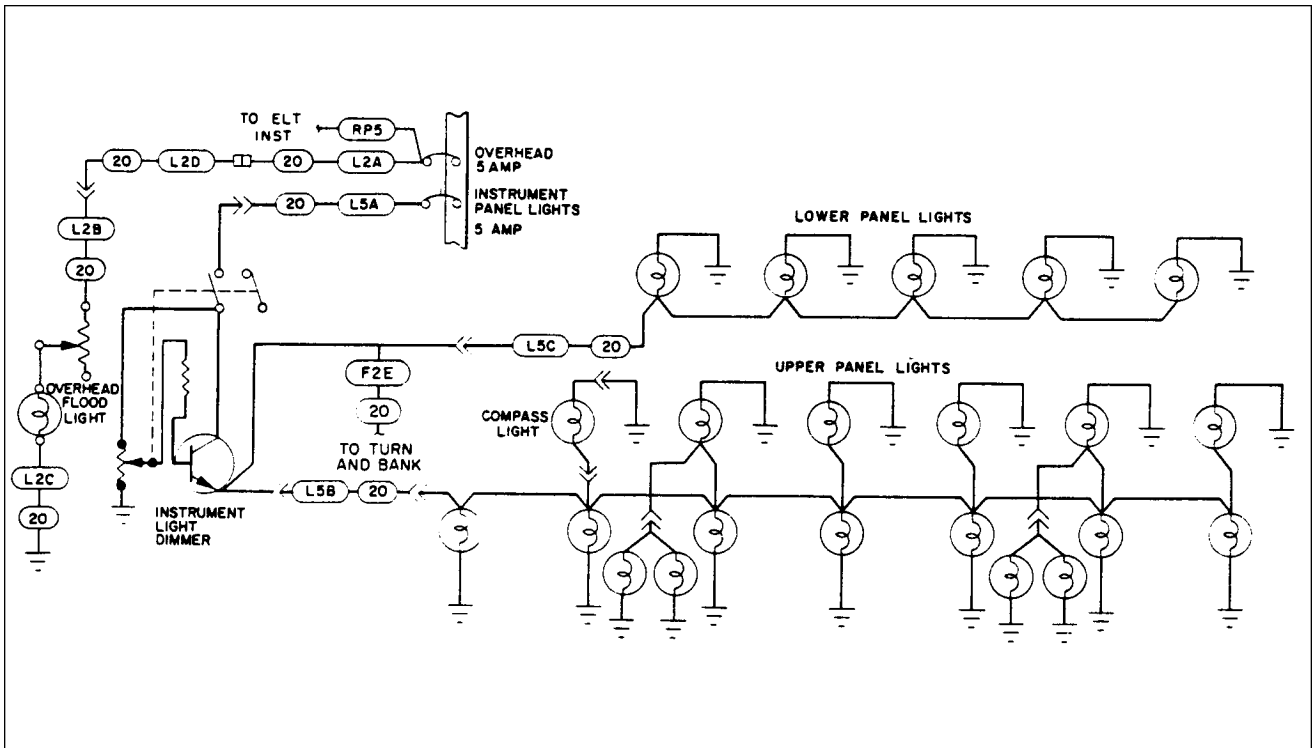 TO ELT
INST
RP5
20
L2D
20
L2A
OVERHEAD
5 AMP
20
L5A
INSTRUMENT
PANEL LIGHTS
5 AMP
L2B
20
LOWER PANEL LIGHTS
L5C
20
F2E
20
TO TURN
AND BANK
UPPER PANEL LIGHTS
COMPASS
LIGHT
OVERHEAD
FLOOD
LIGHT
L2C
20
L5B
20
INSTRUMENT
LIGHT
DIMMER